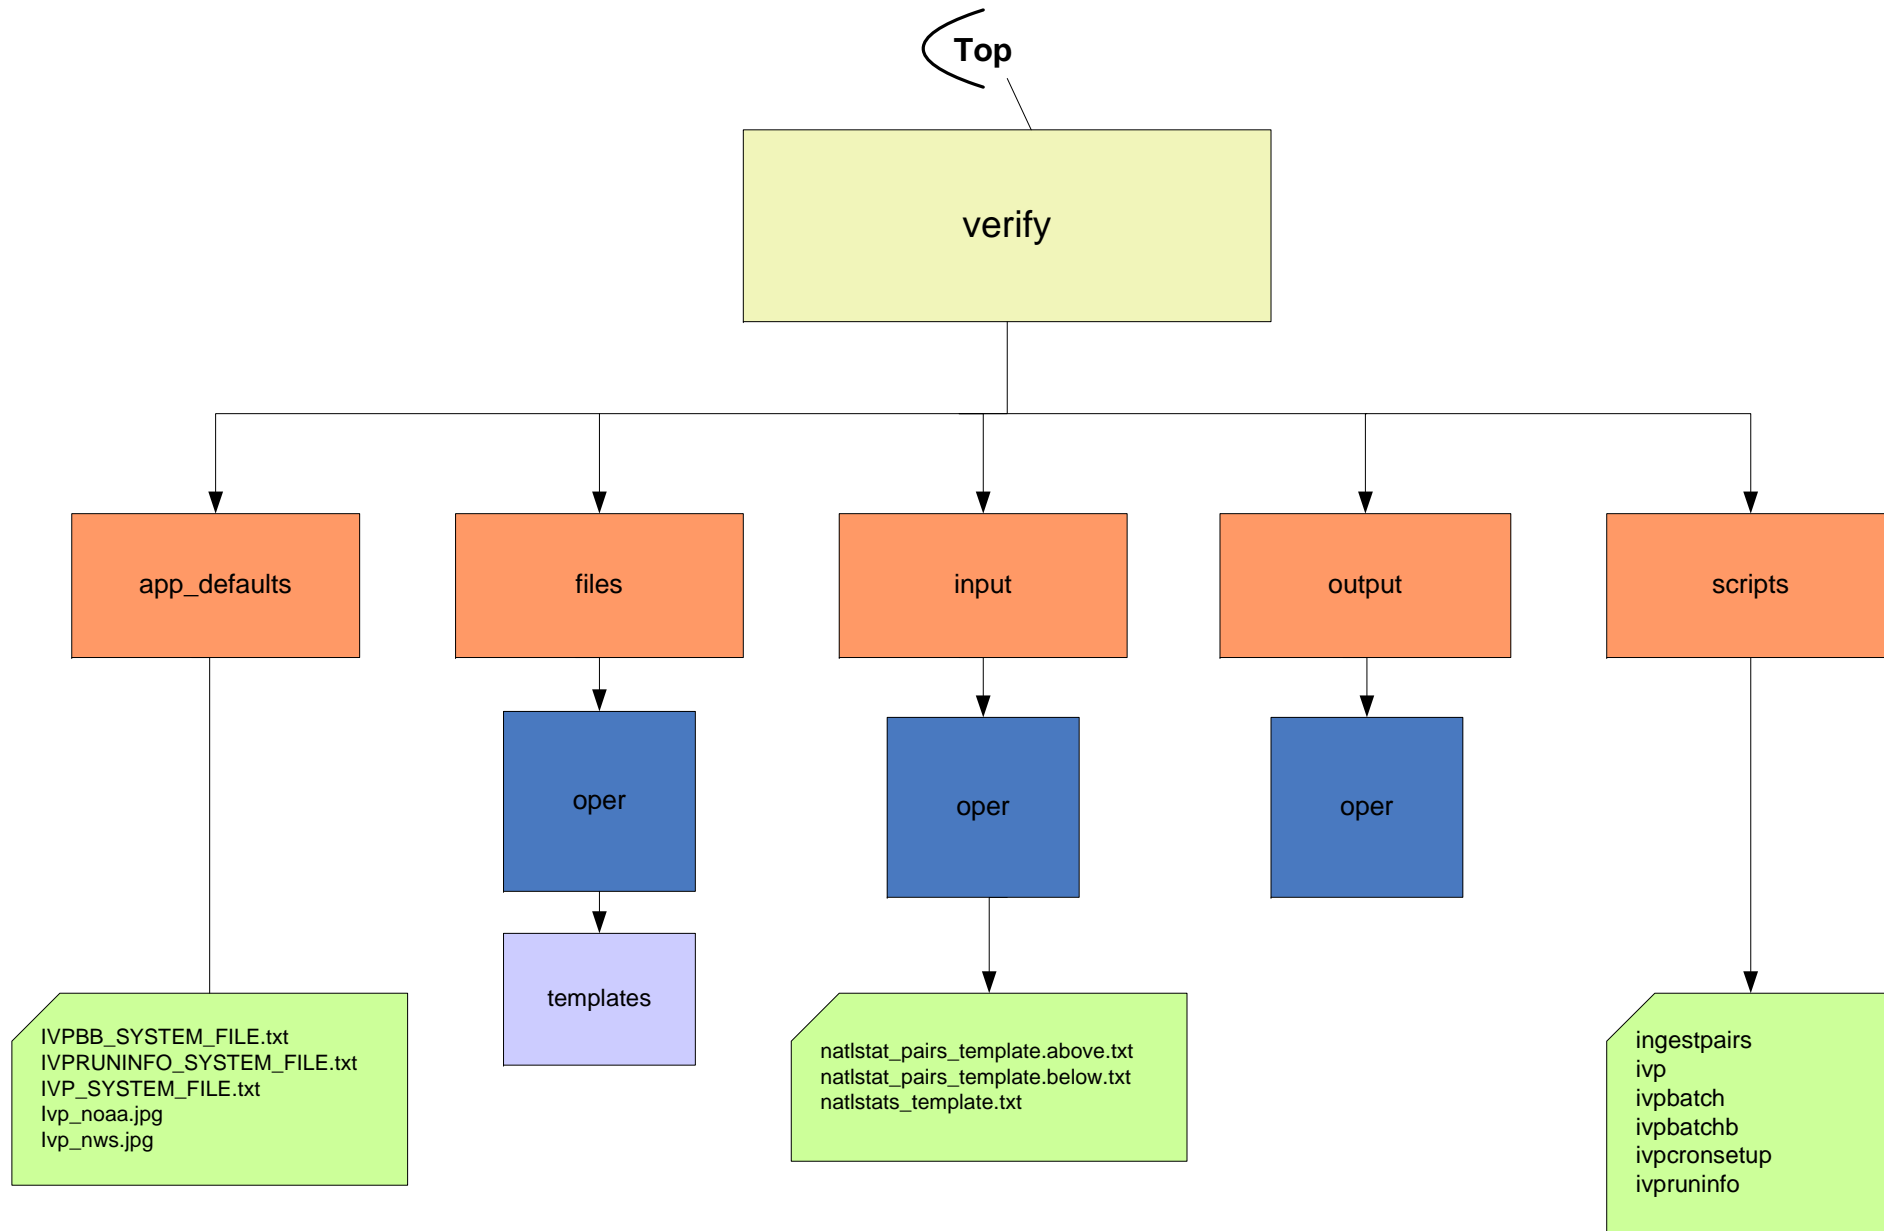 Top
verify
app_defaults
files
input
output
scripts
oper
oper
oper
templates
IVPBB_SYSTEM_FILE.txt
IVPRUNINFO_SYSTEM_FILE.txt
IVP_SYSTEM_FILE.txt
Ivp_noaa.jpg
Ivp_nws.jpg
natlstat_pairs_template.above.txt
natlstat_pairs_template.below.txt
natlstats_template.txt
ingestpairs
ivp
ivpbatch
ivpbatchb
ivpcronsetup
ivpruninfo